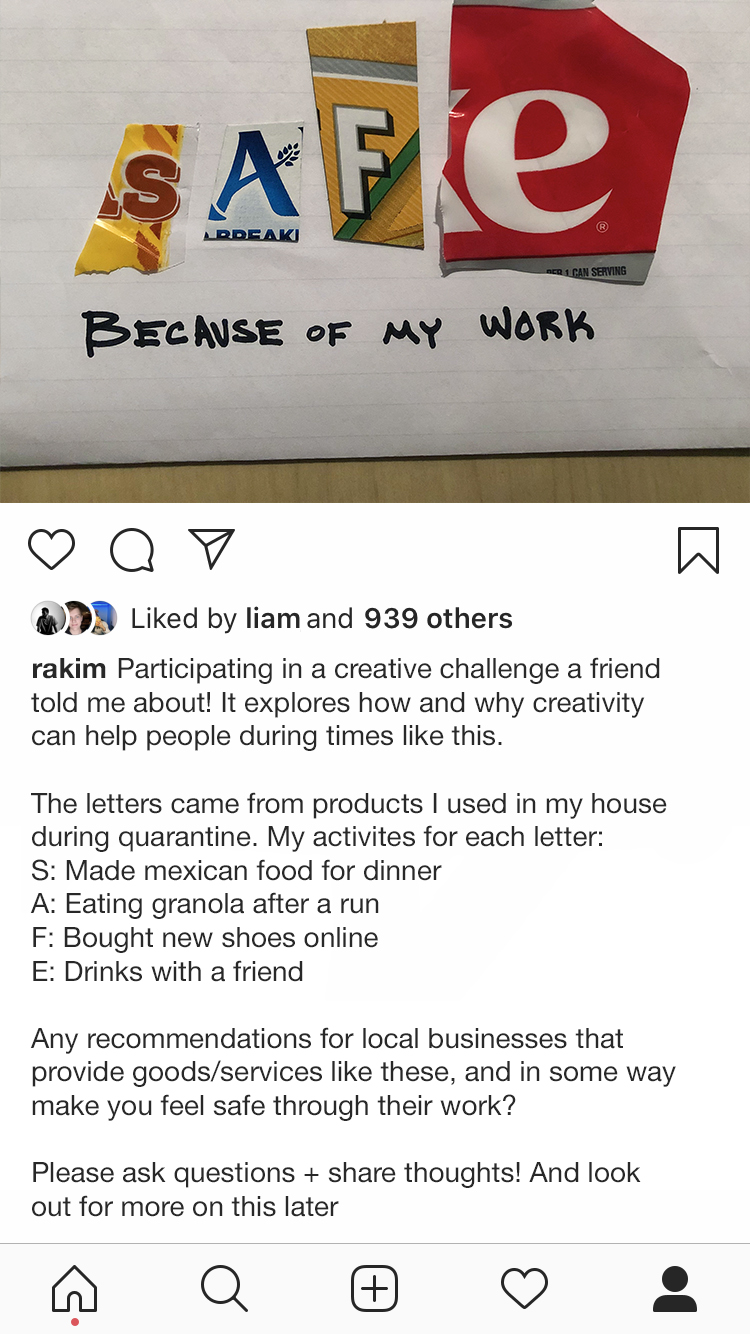 S A F e
®
BREAK
PER 1 CAN SERVING
BECAUSE OF MY WORK
Liked by liam and 939 others
rakim Participating in a creative challenge a friend
told me about! It explores how and why creativity
can help people during times like this.
The letters came from products I used in my house
during quarantine. My activites for each letter:
S: Made mexican food for dinner
A: Eating granola after a run
F: Bought new shoes online
E: Drinks with a friend
Any recommendations for local businesses that
provide goods/services like these, and in some way
make you feel safe through their work?
Please ask questions + share thoughts! And look
out for more on this later